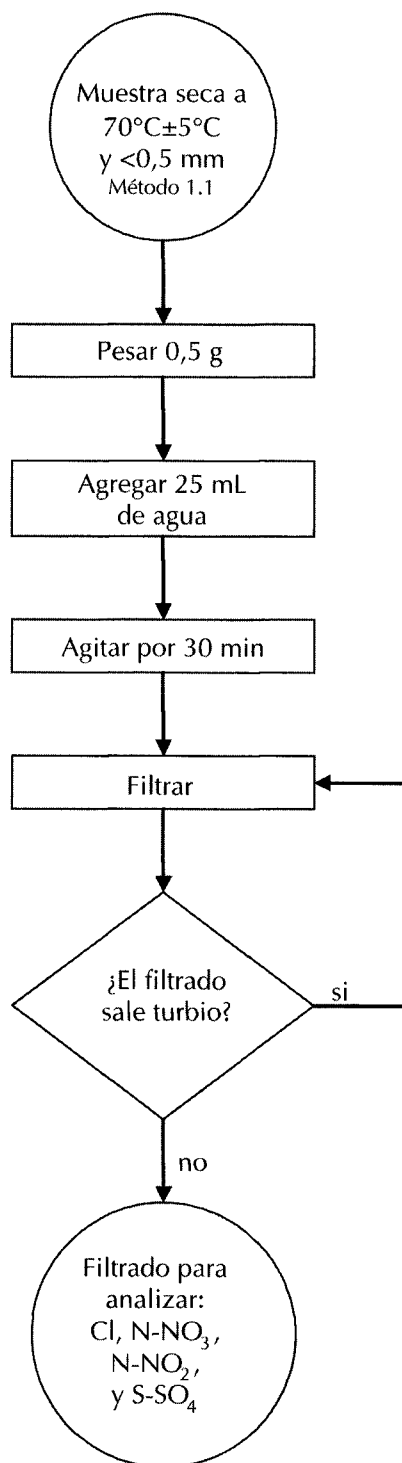 Muestra seca a
70°C±5°C
y <0,5 mm
Método 1.1
Pesar 0,5 g
Agregar 25 mL
de agua
Agitar por 30 min
Filtrar
¿El filtrado
sale turbio?
si
no
Filtrado para
analizar:
Cl, N-NO₃,
N-NO₂,
y S-SO₄